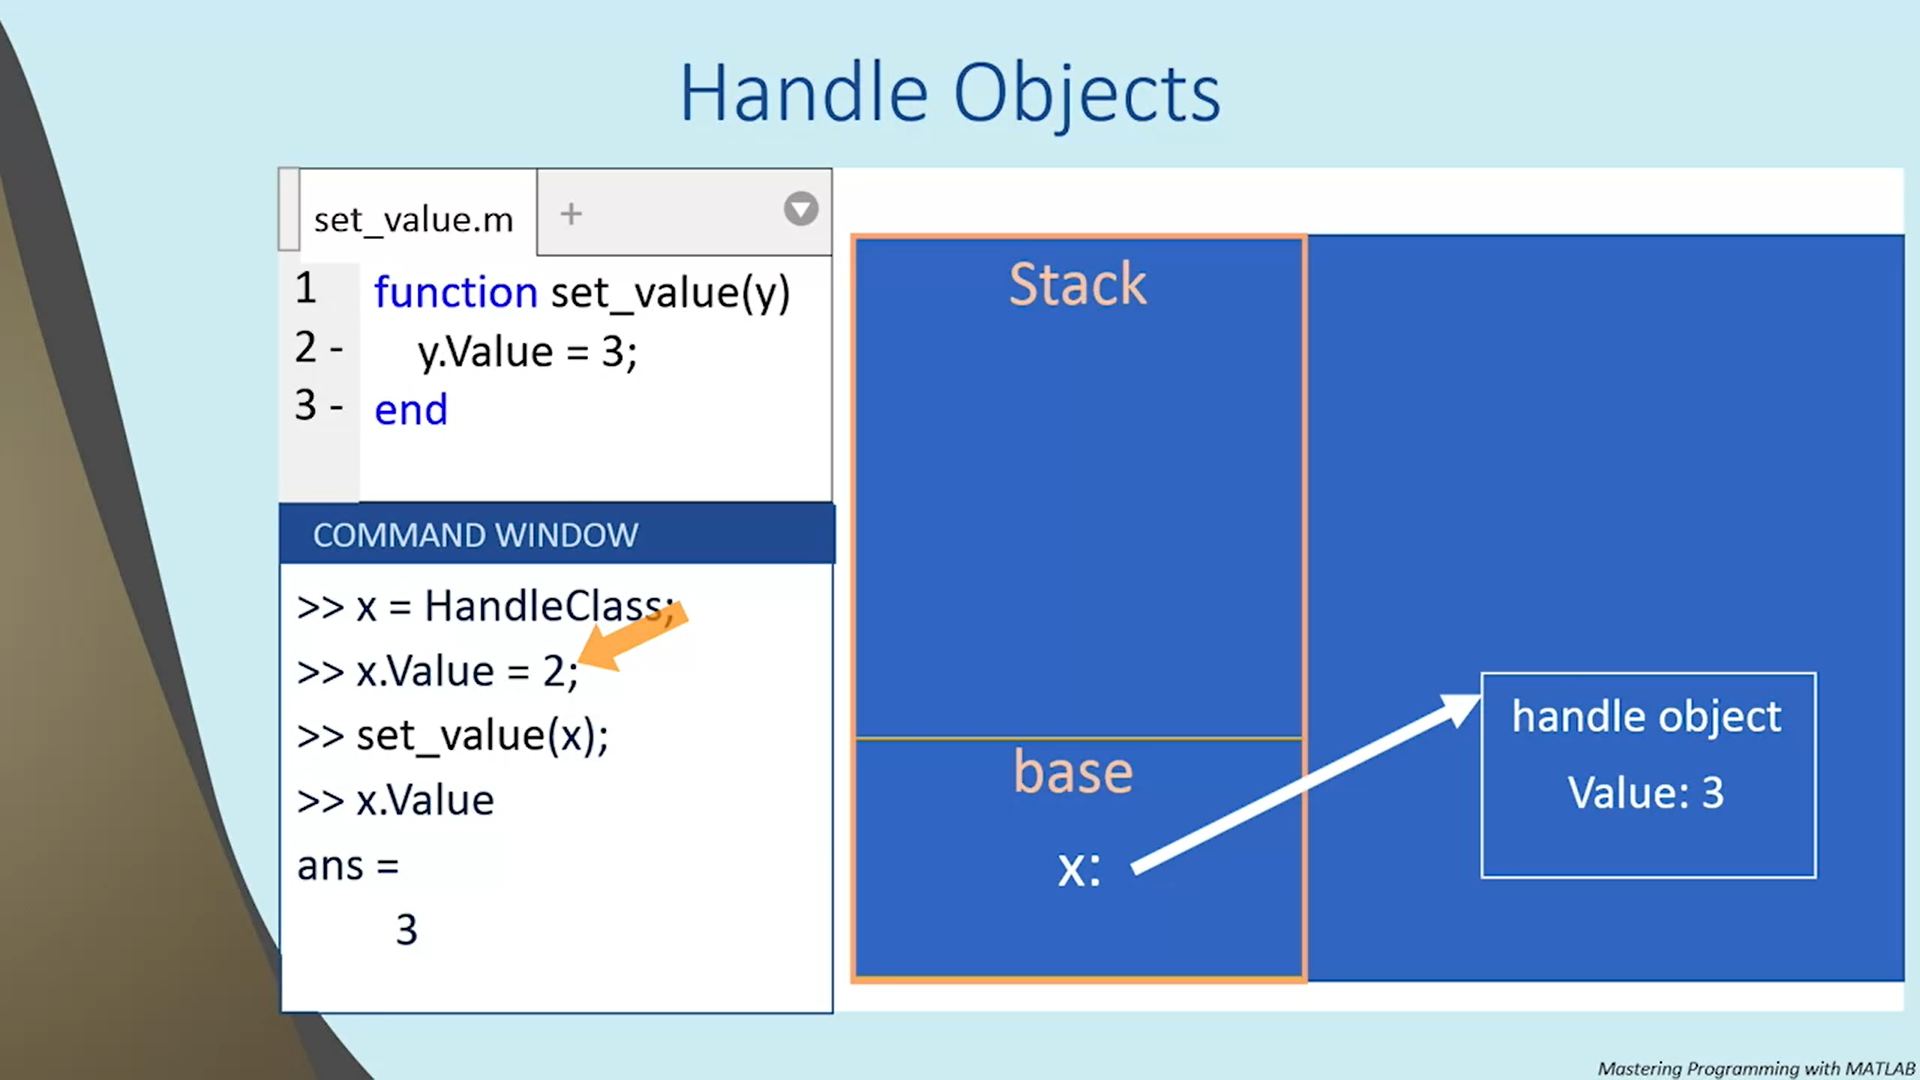 Handle Objects
set_value.m
+
1 function set_value(y)
2 - y.Value = 3;
3 - end
COMMAND WINDOW
>> x = HandleClass;
>> x.Value = 2;
>> set_value(x);
>> x.Value
ans =
3
Stack
base
x:
handle object
Value: 3
Mastering Programming with MATLAB